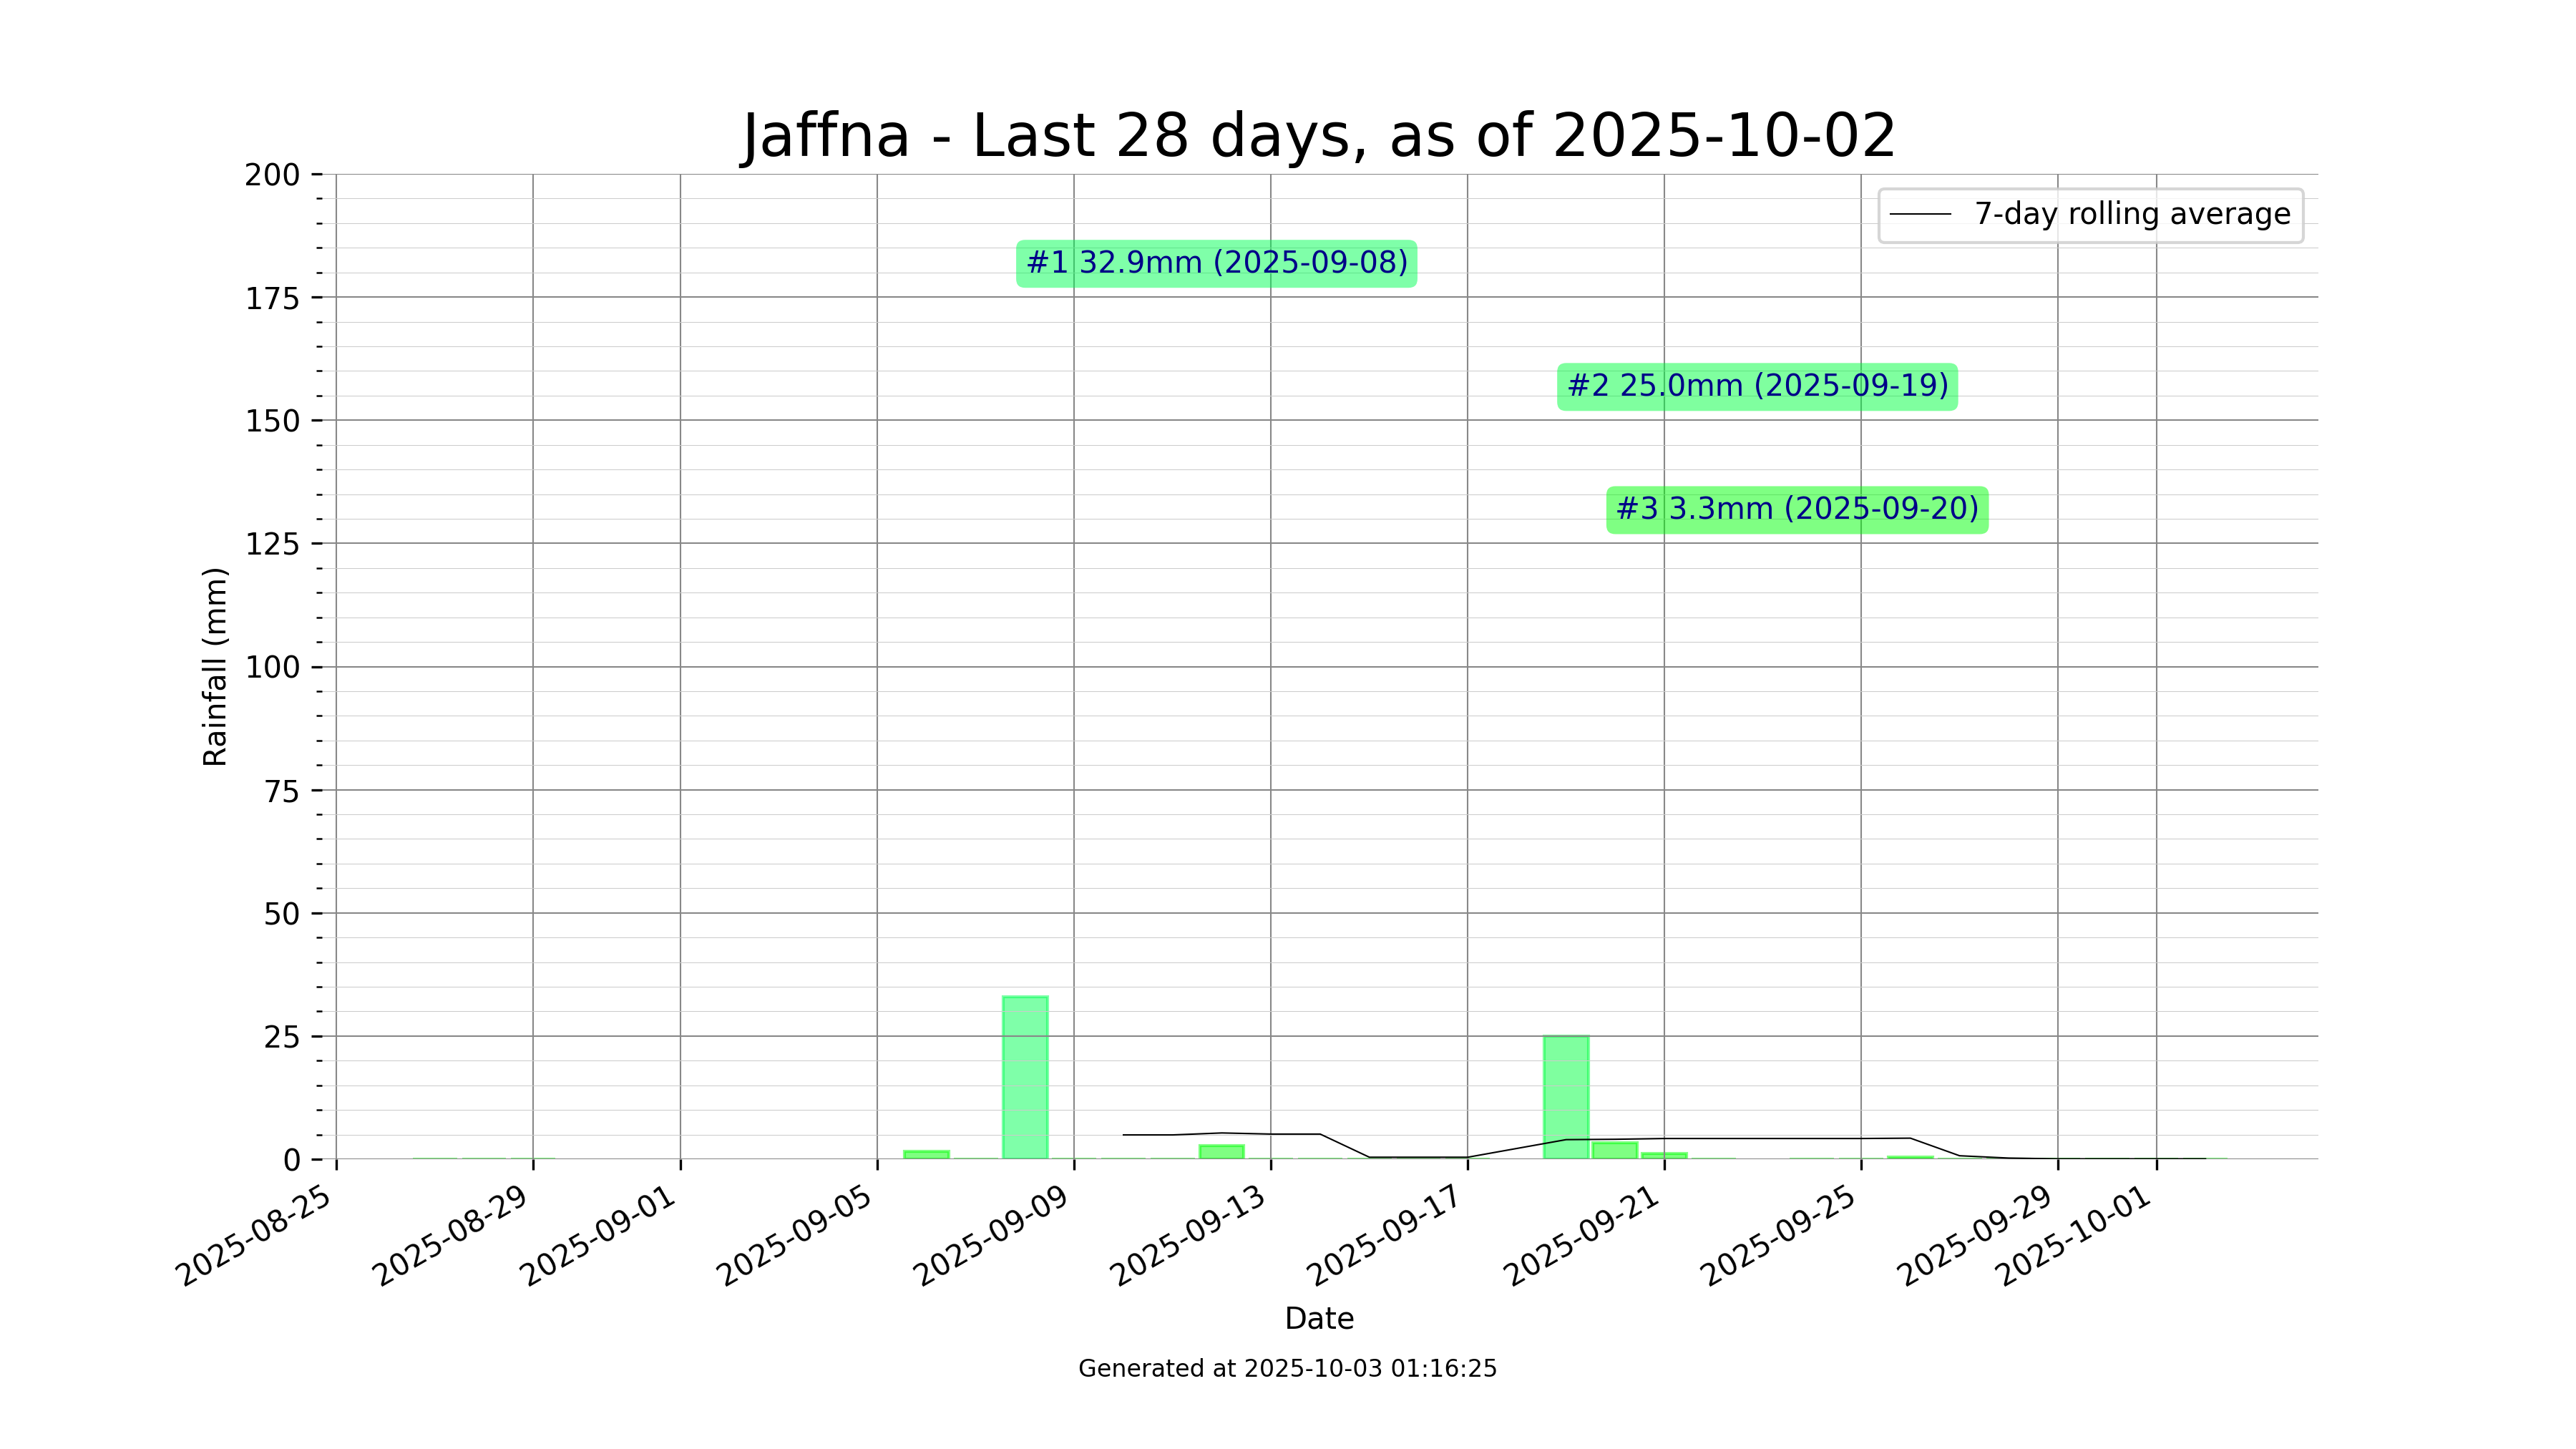 Jaffna - Last 28 days, as of 2025-10-02
7-day rolling average
#1 32.9mm (2025-09-08)
#2 25.0mm (2025-09-19)
#3 3.3mm (2025-09-20)
Rainfall (mm)
200
175
150
125
100
75
50
25
0
2025-08-25
2025-08-29
2025-09-01
2025-09-05
2025-09-09
2025-09-13
2025-09-17
2025-09-21
2025-09-25
2025-09-29
2025-10-01
Date
Generated at 2025-10-03 01:16:25